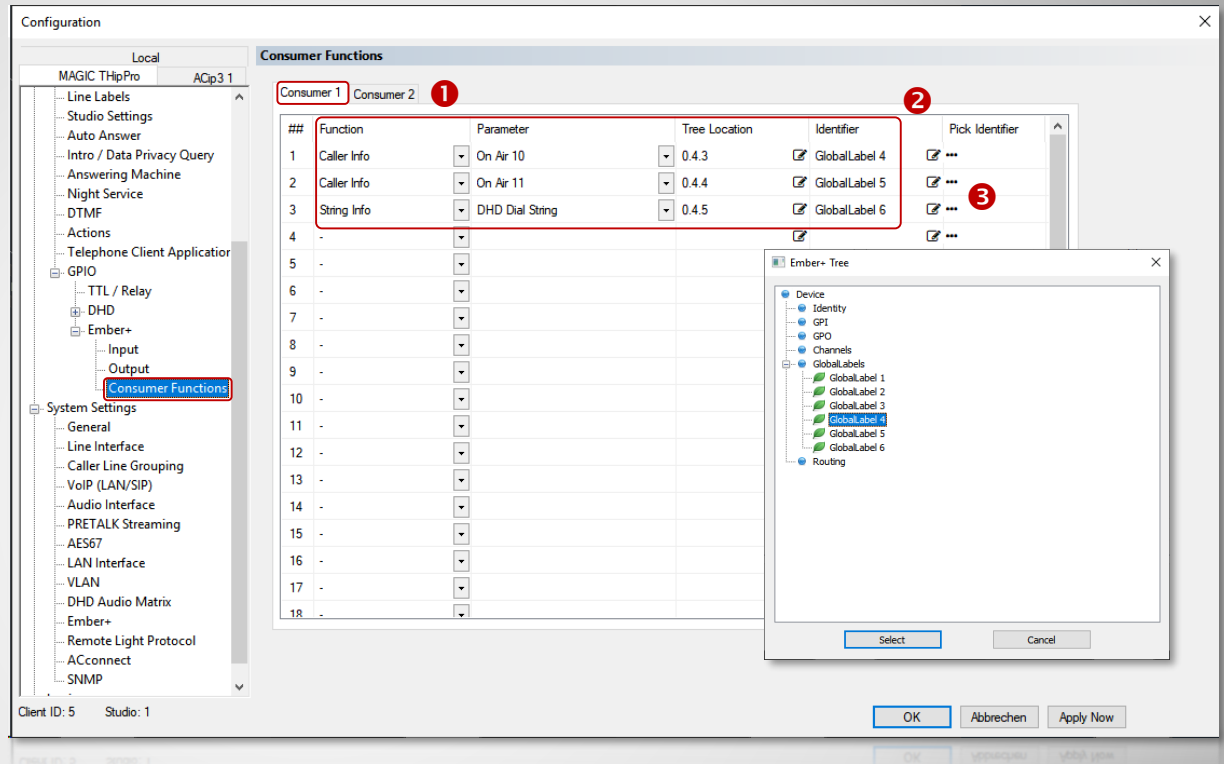 Configuration
Local
MAGIC THipPro ACip3 1
Line Labels
Studio Settings
Auto Answer
Intro / Data Privacy Query
Answering Machine
Night Service
DTMF
Actions
Telephone Client Application
GPIO
TTL / Relay
DHD
Ember+
Input
Output
Consumer Functions
System Settings
General
Line Interface
Caller Line Grouping
VoIP (LAN/SIP)
Audio Interface
PRETALK Streaming
AES67
LAN Interface
VLAN
DHD Audio Matrix
Ember+
Remote Light Protocol
ACconnect
SNMP
Client ID: 5 Studio: 1
Consumer Functions
Consumer 1 Consumer 2 1
2
## Function Parameter Tree Location Identifier Pick Identifier
1 Caller Info On Air 10 0.4.3 GlobalLabel 4 •••
2 Caller Info On Air 11 0.4.4 GlobalLabel 5 •••
3
3 String Info DHD Dial String 0.4.5 GlobalLabel 6 •••
4 - •••
5 -
6 -
7 -
8 -
9 -
10 -
11 -
12 -
13 -
14 -
15 -
16 -
17 -
18 -
Ember+ Tree
Device
Identity
GPI
GPO
Channels
GlobalLabels
GlobalLabel 1
GlobalLabel 2
GlobalLabel 3
GlobalLabel 4
GlobalLabel 5
GlobalLabel 6
Routing
Select Cancel
OK Abbrechen Apply Now